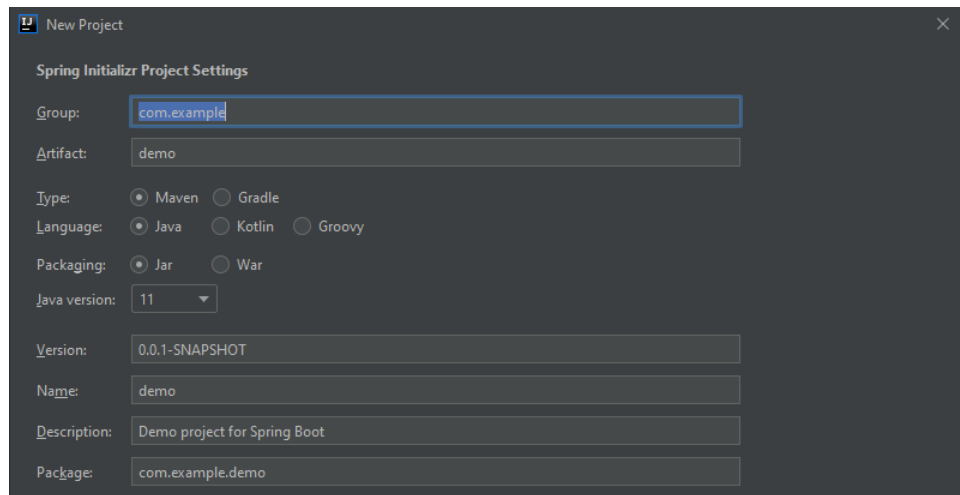 New Project
Spring Initializr Project Settings
Group: com.example
Artifact: demo
Type: Maven Gradle
Language: Java Kotlin Groovy
Packaging: Jar War
Java version: 11
Version: 0.0.1-SNAPSHOT
Name: demo
Description: Demo project for Spring Boot
Package: com.example.demo